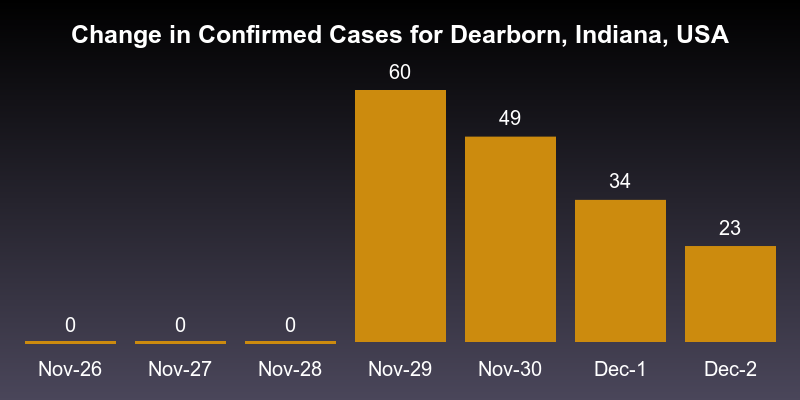 Change in Confirmed Cases for Dearborn, Indiana, USA
60
49
34
23
0 0 0
Nov-26 Nov-27 Nov-28 Nov-29 Nov-30 Dec-1 Dec-2